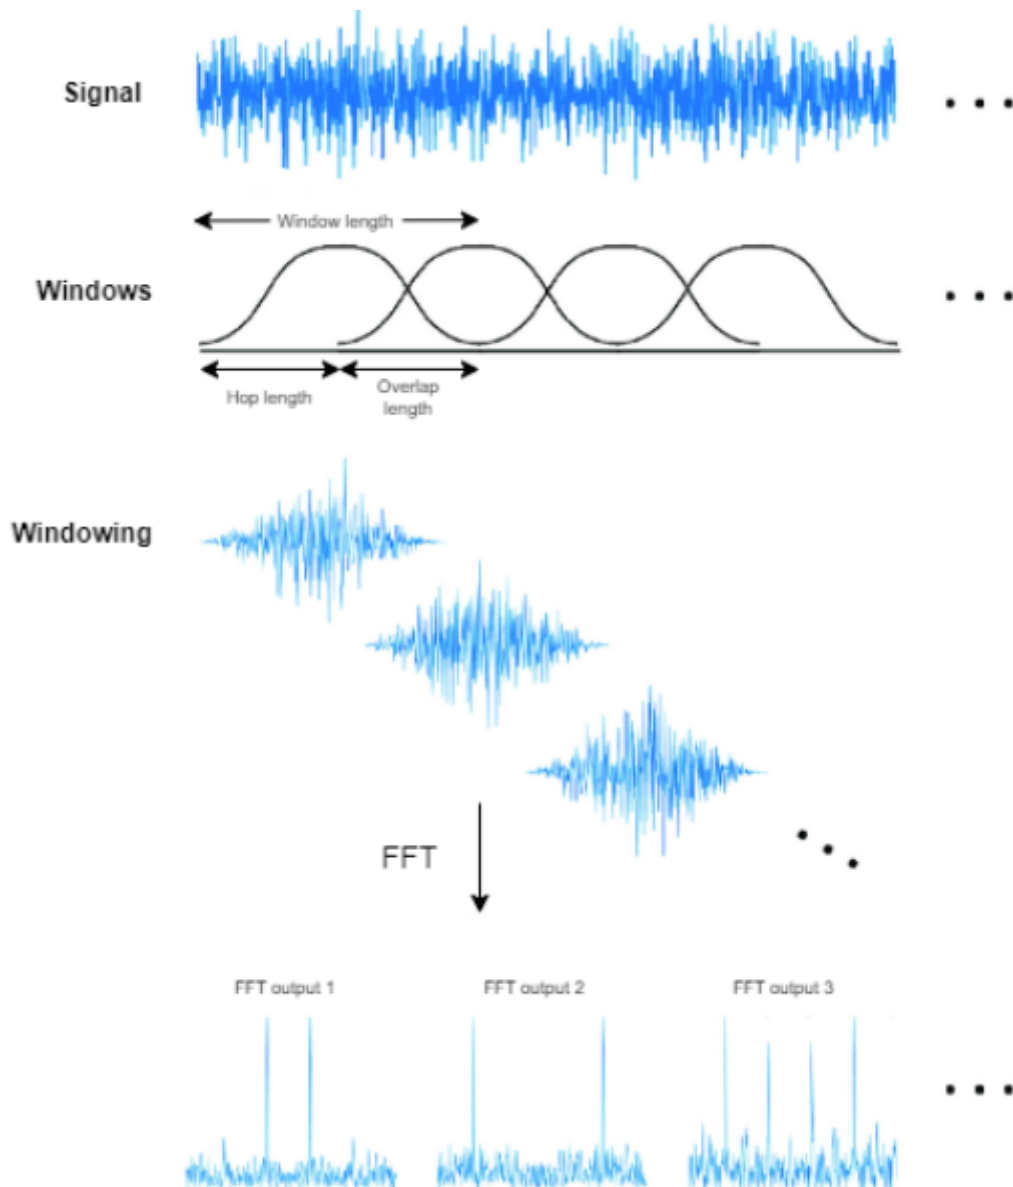 Signal
Window length
Windows
Hop length
Overlap
length
Windowing
FFT
FFT output 1
FFT output 2
FFT output 3